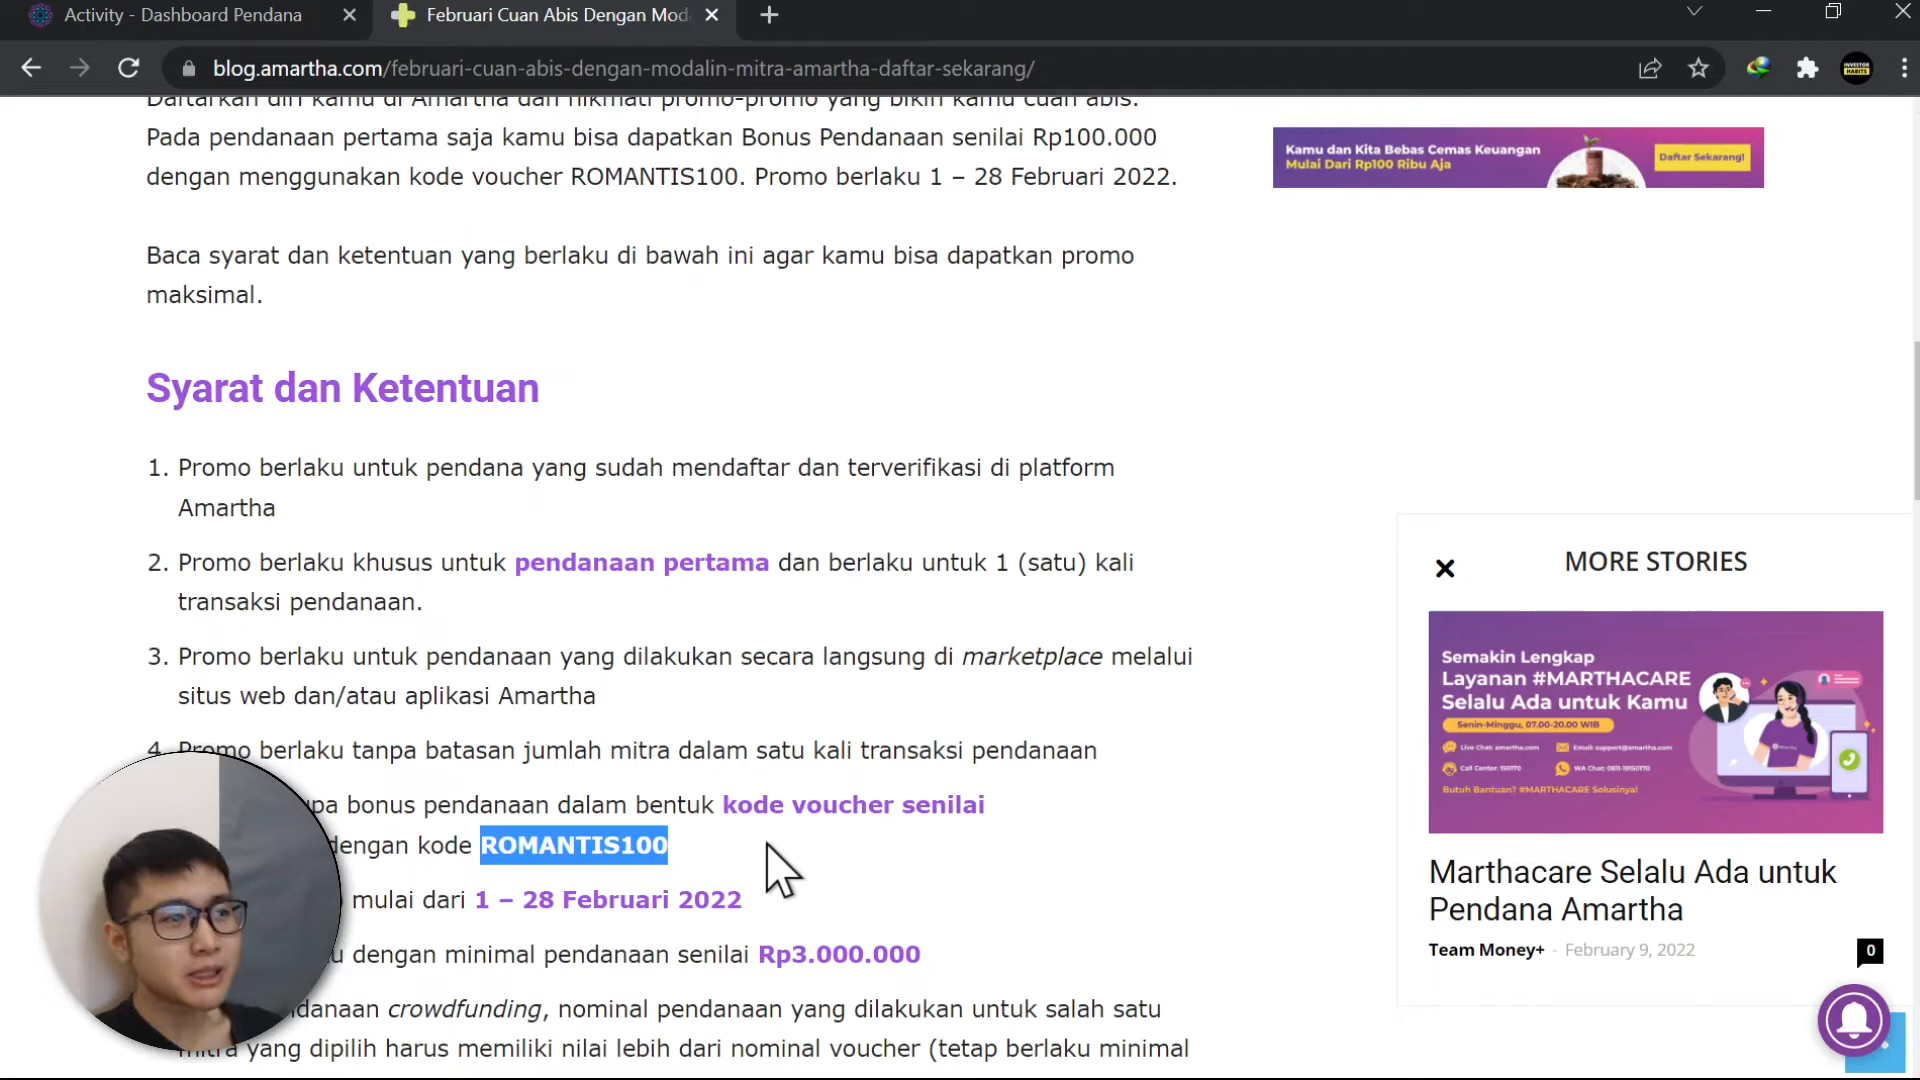 Activity - Dashboard Pendana
Februari Cuan Abis Dengan Mod
blog.amartha.com/februari-cuan-abis-dengan-modalin-mitra-amartha-daftar-sekarang/
INVESTOR
HABITS
Daftarkan diri kamu di Amartha dan nikmati promo-promo yang bikin kamu cuan abis.
Pada pendanaan pertama saja kamu bisa dapatkan Bonus Pendanaan senilai Rp100.000
dengan menggunakan kode voucher ROMANTIS100. Promo berlaku 1 – 28 Februari 2022.
Baca syarat dan ketentuan yang berlaku di bawah ini agar kamu bisa dapatkan promo
maksimal.
Syarat dan Ketentuan
1. Promo berlaku untuk pendana yang sudah mendaftar dan terverifikasi di platform
Amartha
2. Promo berlaku khusus untuk pendanaan pertama dan berlaku untuk 1 (satu) kali
transaksi pendanaan.
3. Promo berlaku untuk pendanaan yang dilakukan secara langsung di marketplace melalui
situs web dan/atau aplikasi Amartha
4. Promo berlaku tanpa batasan jumlah mitra dalam satu kali transaksi pendanaan
bonus pendanaan dalam bentuk kode voucher senilai
dengan kode ROMANTIS100
mulai dari 1 – 28 Februari 2022
dengan minimal pendanaan senilai Rp3.000.000
crowdfunding, nominal pendanaan yang dilakukan untuk salah satu
mitra yang dipilih harus memiliki nilai lebih dari nominal voucher (tetap berlaku minimal
Kamu dan Kita Bebas Cemas Keuangan
Mulai Dari Rp100 Ribu Aja
Daftar Sekarang!
MORE STORIES
Semakin Lengkap
Layanan #MARTHACARE
Selalu Ada untuk Kamu
Senin-Minggu, 07.00-20.00 WIB
Live Chat: amartha.com
Email: support@amartha.com
Call Center: 150170
WA Chat: 0811-19150170
Butuh Bantuan? #MARTHACARE Solusinya!
Marthacare Selalu Ada untuk
Pendana Amartha
Team Money+ - February 9, 2022
0